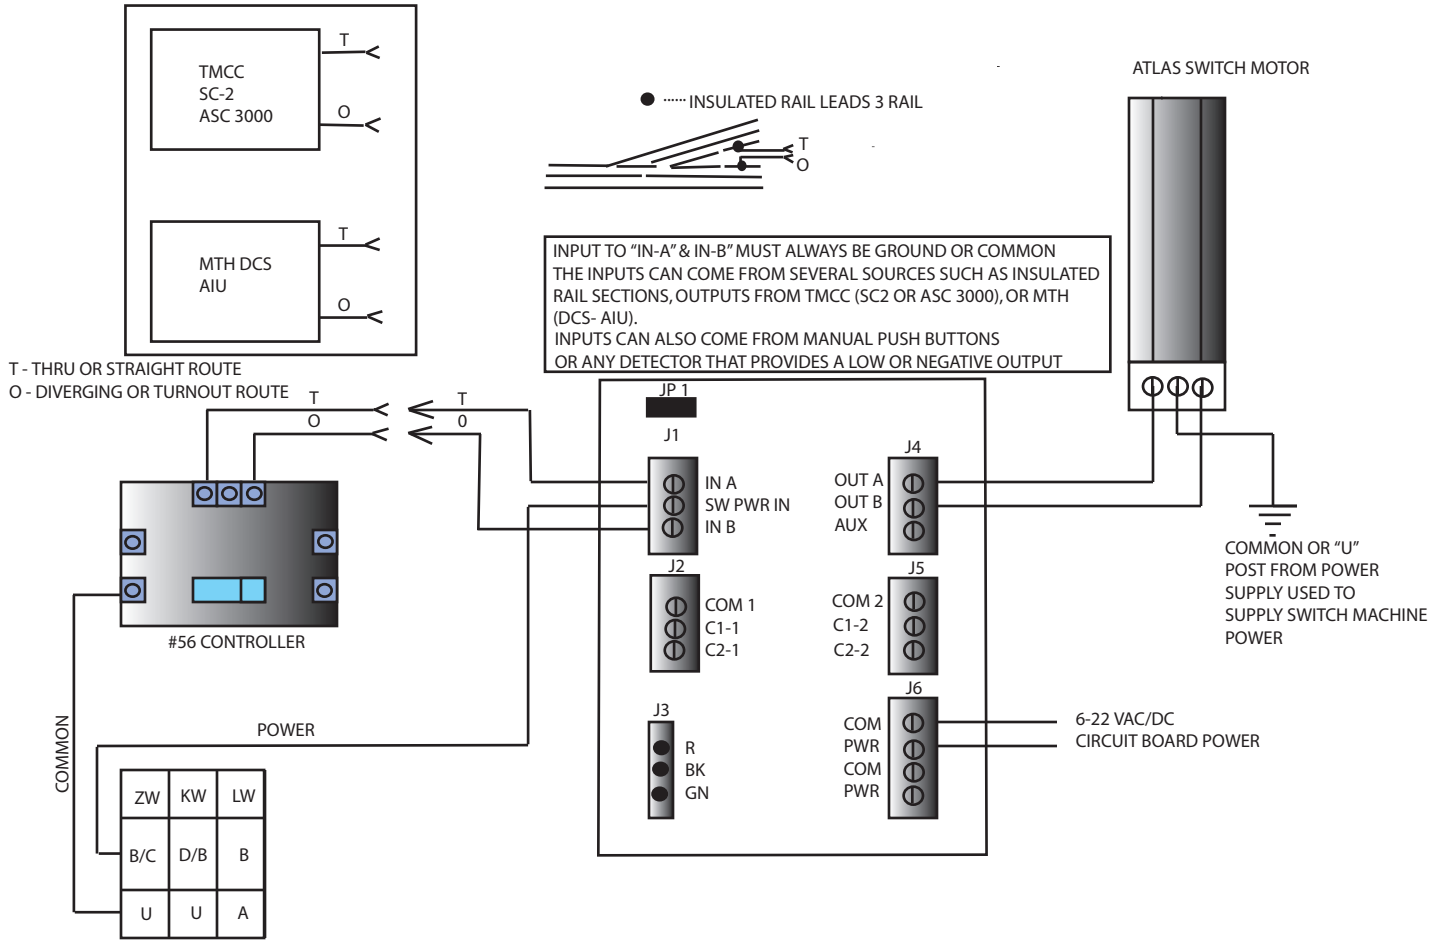 T
TMCC
SC-2
ASC 3000
O
T
MTH DCS
AIU
O
T - THRU OR STRAIGHT ROUTE
O - DIVERGING OR TURNOUT ROUTE
INSULATED RAIL LEADS 3 RAIL
T
O
INPUT TO “IN-A” & IN-B” MUST ALWAYS BE GROUND OR COMMON
THE INPUTS CAN COME FROM SEVERAL SOURCES SUCH AS INSULATED
RAIL SECTIONS, OUTPUTS FROM TMCC (SC2 OR ASC 3000), OR MTH
(DCS- AIU).
INPUTS CAN ALSO COME FROM MANUAL PUSH BUTTONS
OR ANY DETECTOR THAT PROVIDES A LOW OR NEGATIVE OUTPUT
ATLAS SWITCH MOTOR
T
O
T
0
#56 CONTROLLER
COMMON
POWER
ZW KW LW
B/C D/B B
U U A
JP 1
J1
IN A
SW PWR IN
IN B
J2
COM 1
C1-1
C2-1
J3
R
BK
GN
J4
OUT A
OUT B
AUX
J5
COM 2
C1-2
C2-2
J6
COM
PWR
COM
PWR
6-22 VAC/DC
CIRCUIT BOARD POWER
COMMON OR “U”
POST FROM POWER
SUPPLY USED TO
SUPPLY SWITCH MACHINE
POWER